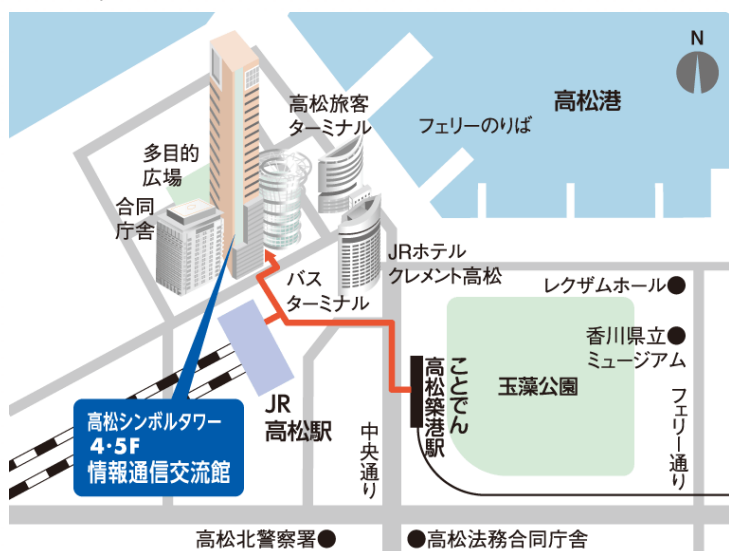 N
高松港
フェリーのりば
高松旅客
ターミナル
多目的
広場
合同
庁舎
JRホテル
クレメント高松
バス
ターミナル
レクザムホール
香川県立
ミュージアム
玉藻公園
ことでん
高松築港駅
JR
高松駅
中央通り
フェリー通り
高松シンボルタワー
4・5F
情報通信交流館
高松北警察署
高松法務合同庁舎